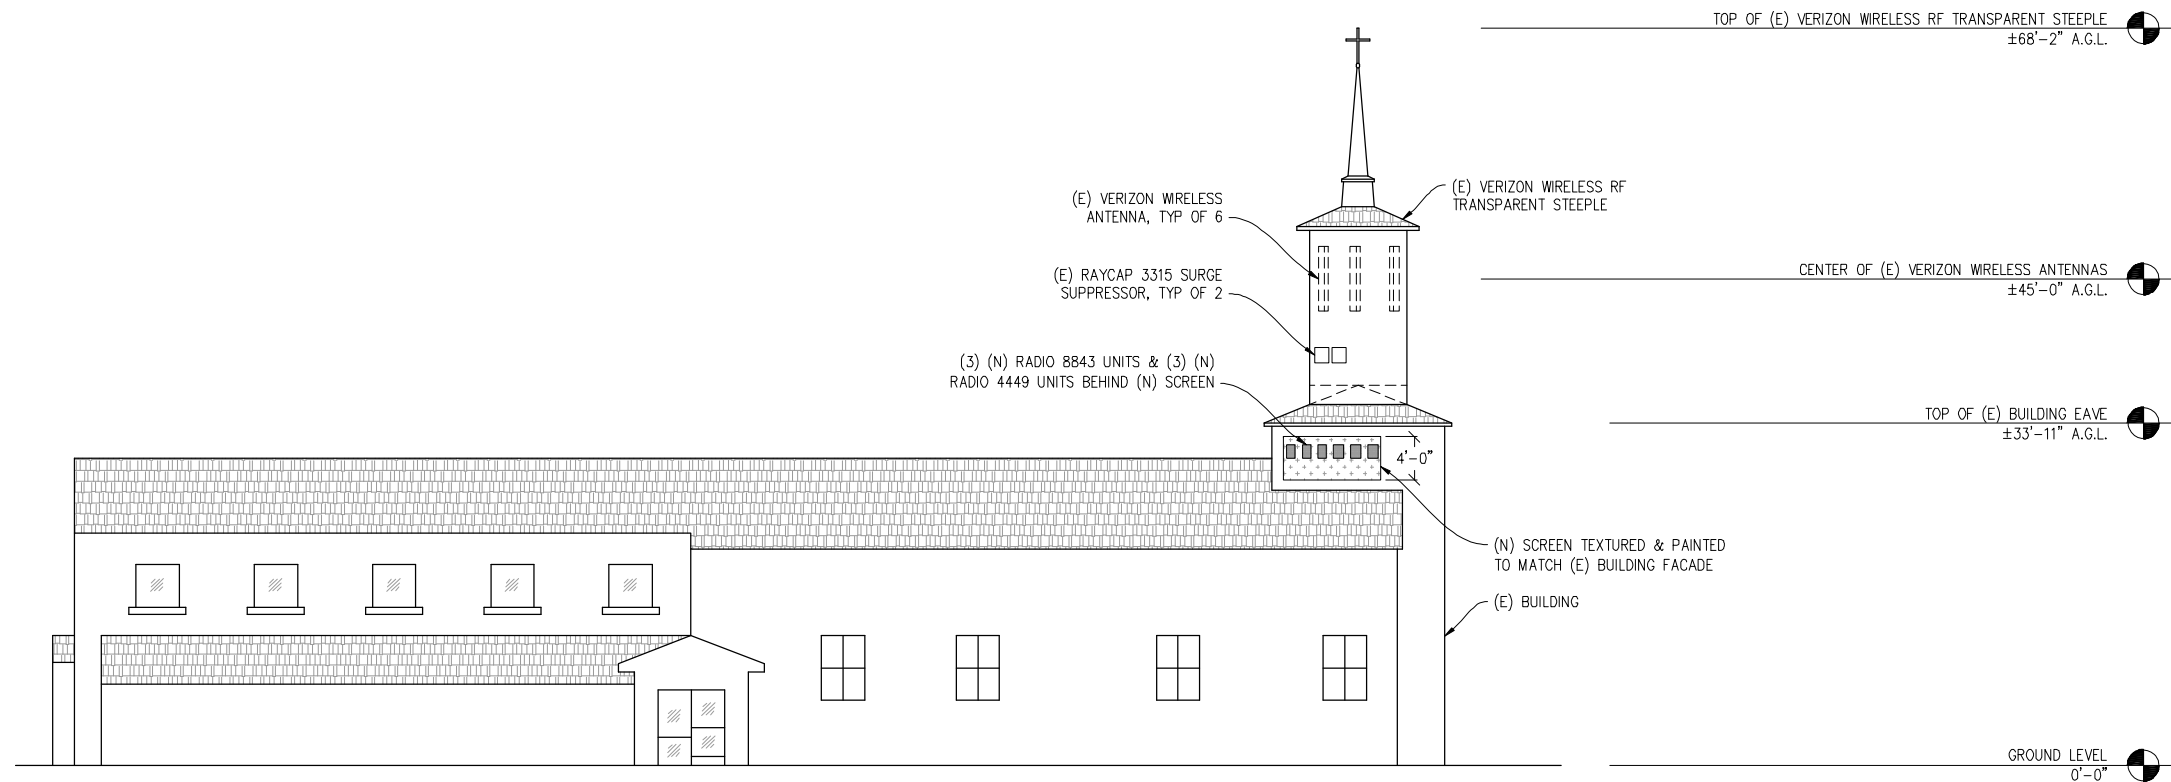 TOP OF (E) VERIZON WIRELESS RF TRANSPARENT STEEPLE
±68'-2" A.G.L.
(E) VERIZON WIRELESS RF
TRANSPARENT STEEPLE
(E) VERIZON WIRELESS
ANTENNA, TYP OF 6
(E) RAYCAP 3315 SURGE
SUPPRESSOR, TYP OF 2
CENTER OF (E) VERIZON WIRELESS ANTENNAS
±45'-0" A.G.L.
(3) (N) RADIO 8843 UNITS & (3) (N)
RADIO 4449 UNITS BEHIND (N) SCREEN
TOP OF (E) BUILDING EAVE
±33'-11" A.G.L.
4'-0"
(N) SCREEN TEXTURED & PAINTED
TO MATCH (E) BUILDING FACADE
(E) BUILDING
GROUND LEVEL
0'-0"